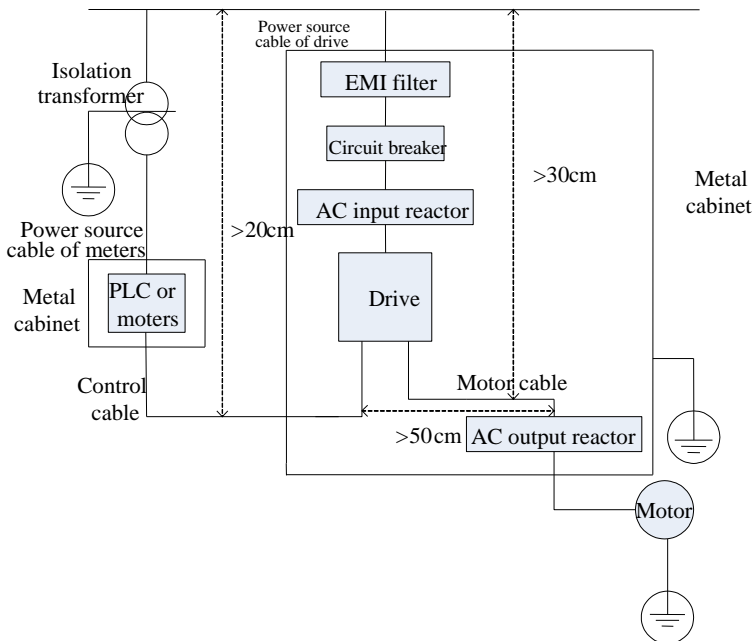 Power source
cable of drive
EMI filter
Isolation
transformer
Circuit breaker
>30cm
Metal
cabinet
AC input reactor
>20cm
Power source
cable of meters
PLC or
moters
Metal
cabinet
Drive
Control
cable
Motor cable
>50cm
AC output reactor
Motor